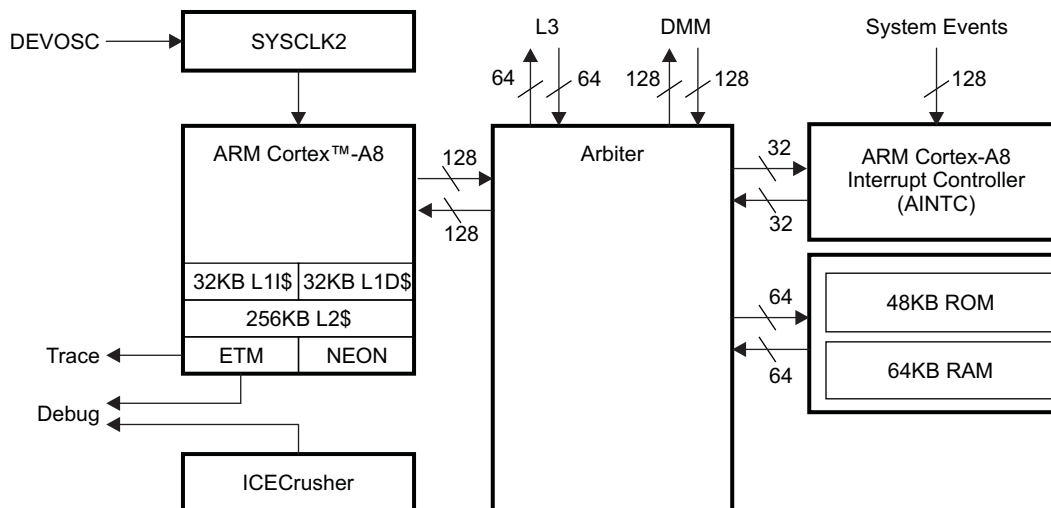 DEVOSC
SYSCLK2
L3
DMM
System Events
64
64
128
128
128
ARM Cortex™-A8
Arbiter
ARM Cortex-A8
Interrupt Controller
(AINTC)
128
128
32
32
32KB L1I$
32KB L1D$
256KB L2$
ETM
NEON
64
64
48KB ROM
64KB RAM
Trace
Debug
ICECrusher